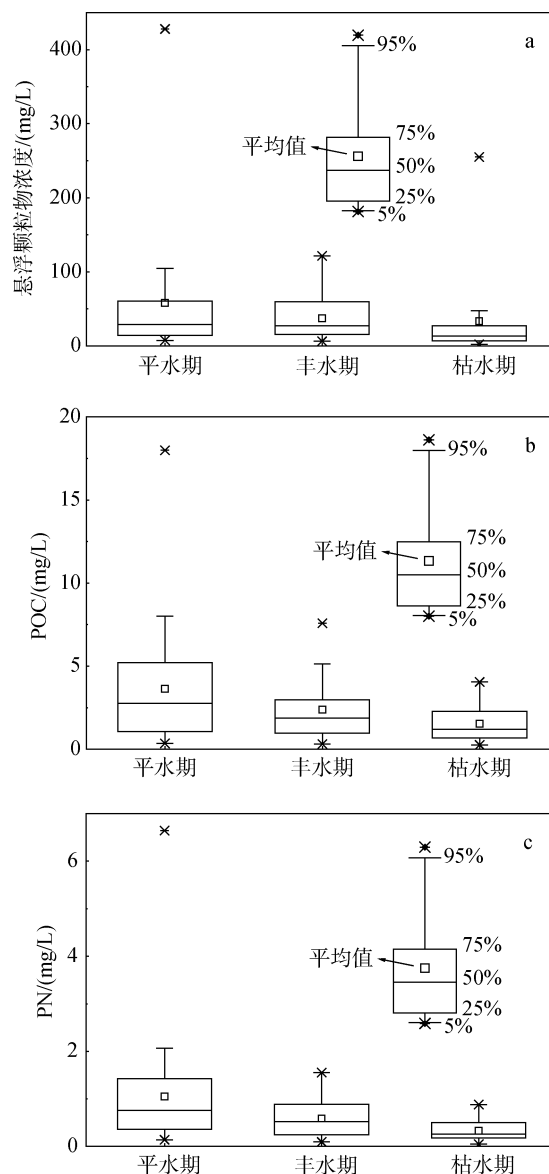 悬浮颗粒物浓度/(mg/L)
400
300
200
100
0
a
95%
平均值
75%
50%
25%
5%
平水期 丰水期 枯水期
POC/(mg/L)
20
15
10
5
0
b
95%
平均值
75%
50%
25%
5%
平水期 丰水期 枯水期
PN/(mg/L)
6
4
2
0
c
95%
平均值
75%
50%
25%
5%
平水期 丰水期 枯水期